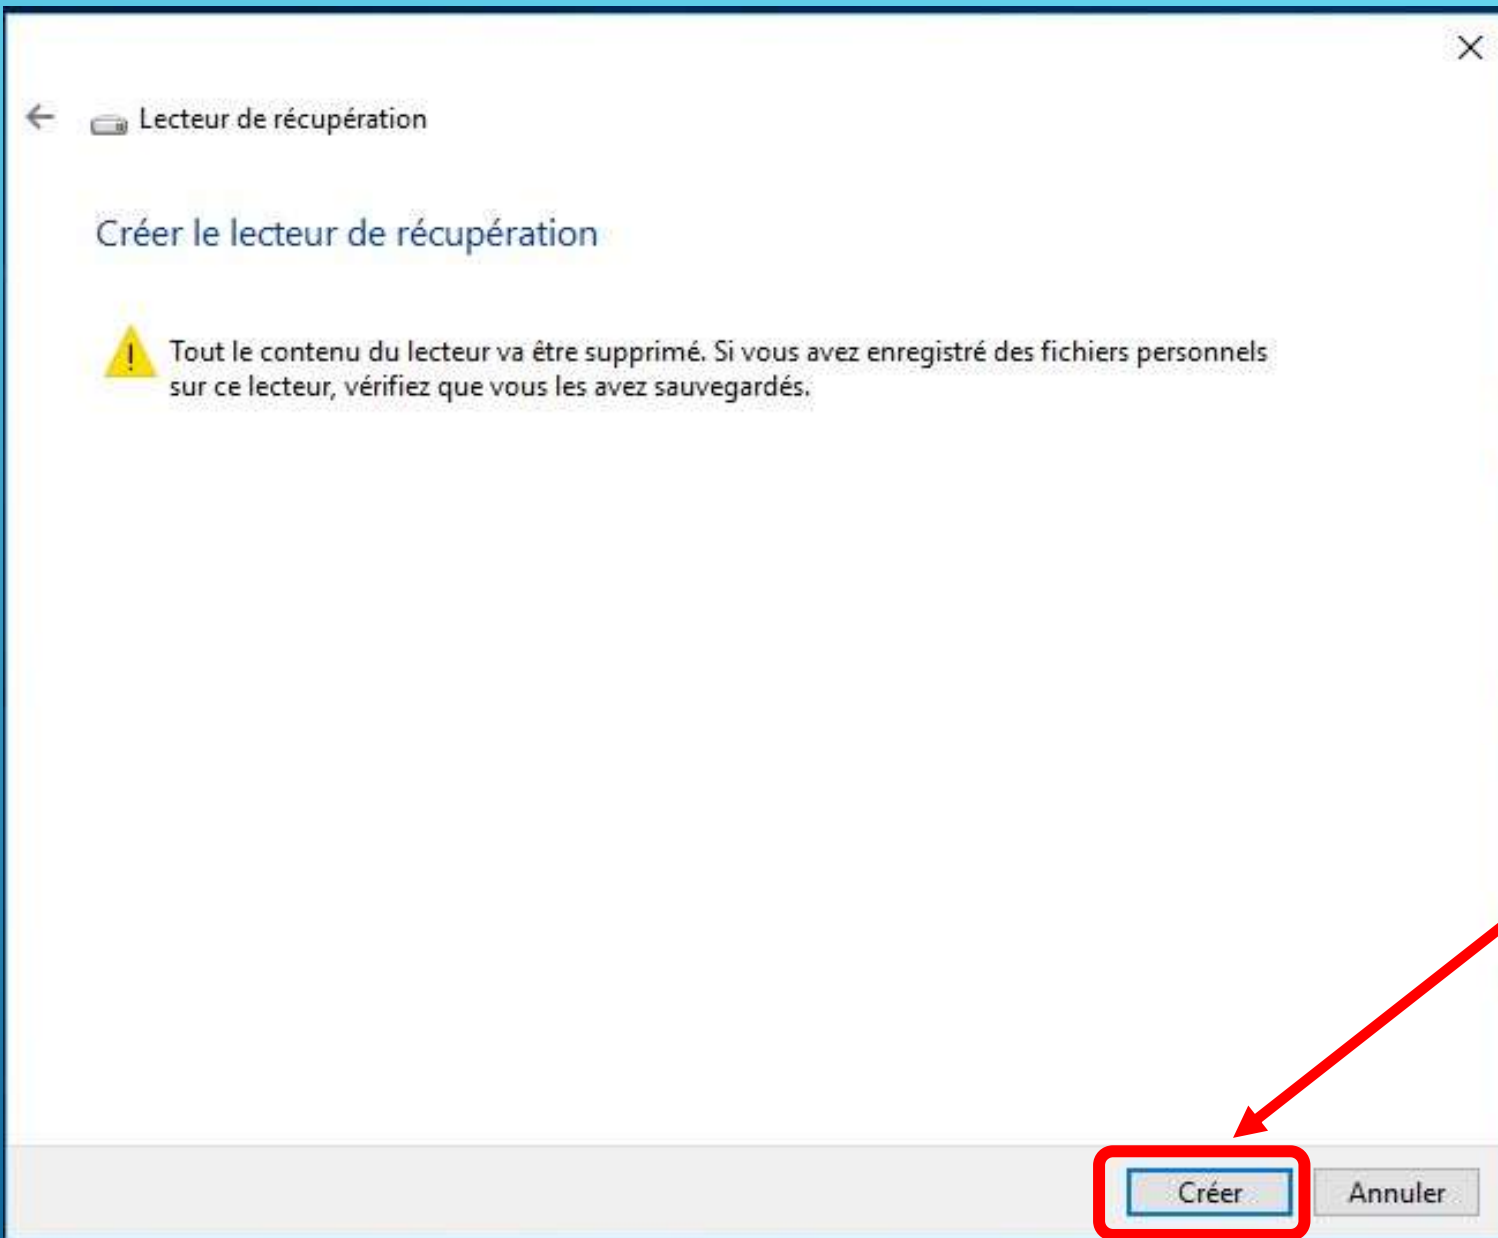 Lecteur de récupération
Créer le lecteur de récupération
Tout le contenu du lecteur va être supprimé. Si vous avez enregistré des fichiers personnels
sur ce lecteur, vérifiez que vous les avez sauvegardés.
Créer Annuler